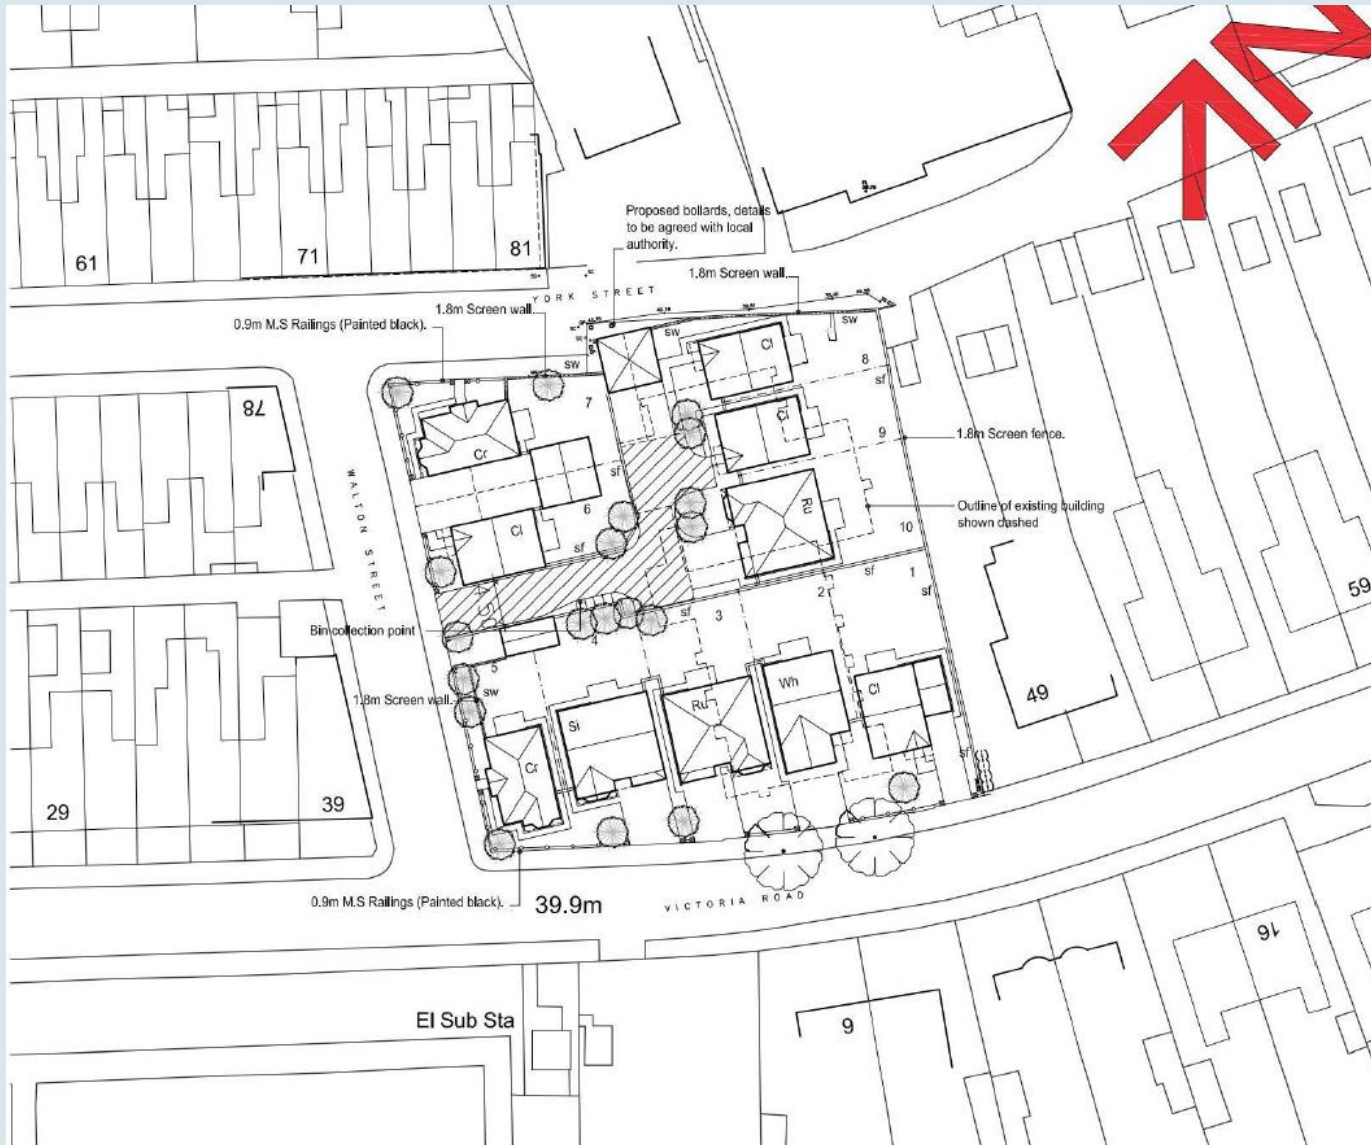 N
Proposed bollards, details
to be agreed with local
authority.
81
71
61
1.8m Screen wall.
YORK STREET
1.8m Screen wall.
0.9m M.S Railings (Painted black).
sw
sw
sw
Cl
8
sf
78
7
Cl
9
1.8m Screen fence.
Cr
sf
WALTON STREET
6
Ru
Outline of existing building
shown dashed
Cl
10
sf
sf
1
59
2
sf
sf
3
Bin collection point
4
5
49
sw
1.8m Screen wall.
Wh
Cl
Ru
Si
sf
Cr
39
29
0.9m M.S Railings (Painted black).
39.9m
VICTORIA ROAD
16
El Sub Sta
9